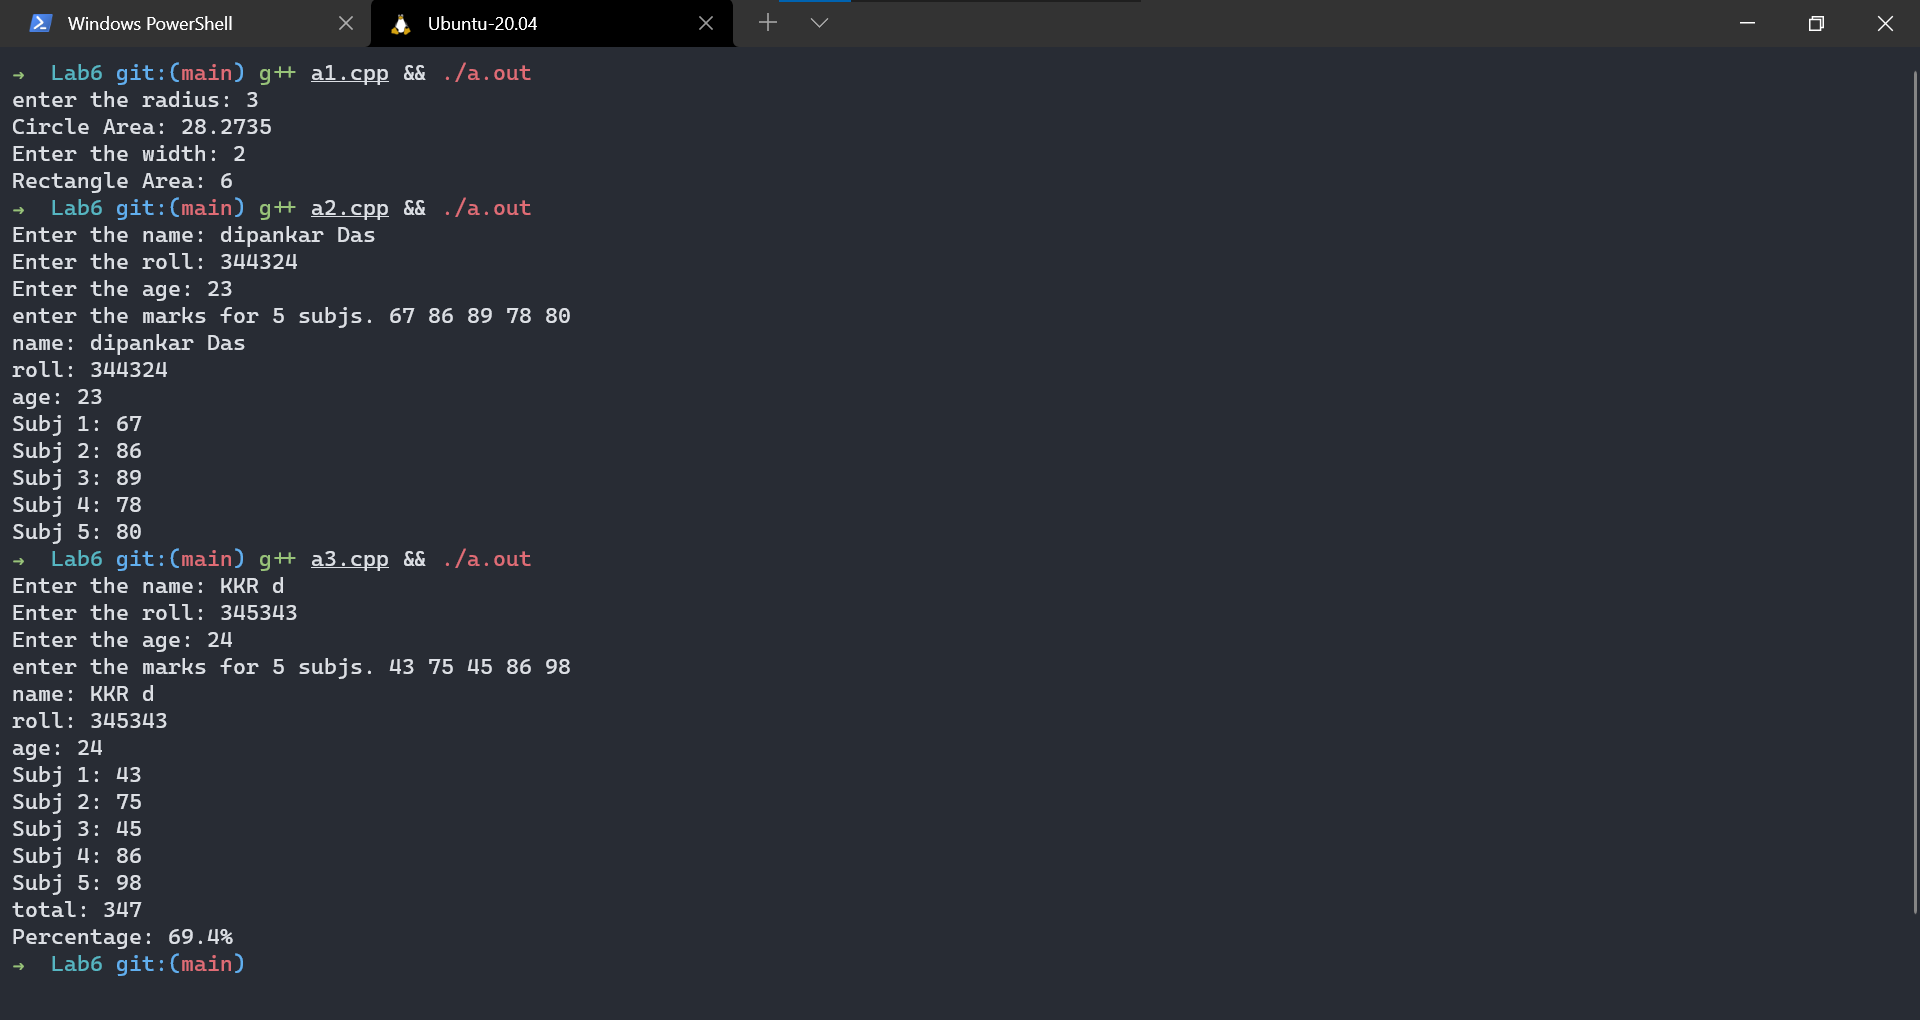 Windows PowerShell
Ubuntu-20.04
→ Lab6 git:(main) g++ a1.cpp && ./a.out
enter the radius: 3
Circle Area: 28.2735
Enter the width: 2
Rectangle Area: 6
→ Lab6 git:(main) g++ a2.cpp && ./a.out
Enter the name: dipankar Das
Enter the roll: 344324
Enter the age: 23
enter the marks for 5 subjs. 67 86 89 78 80
name: dipankar Das
roll: 344324
age: 23
Subj 1: 67
Subj 2: 86
Subj 3: 89
Subj 4: 78
Subj 5: 80
→ Lab6 git:(main) g++ a3.cpp && ./a.out
Enter the name: KKR d
Enter the roll: 345343
Enter the age: 24
enter the marks for 5 subjs. 43 75 45 86 98
name: KKR d
roll: 345343
age: 24
Subj 1: 43
Subj 2: 75
Subj 3: 45
Subj 4: 86
Subj 5: 98
total: 347
Percentage: 69.4%
→ Lab6 git:(main)